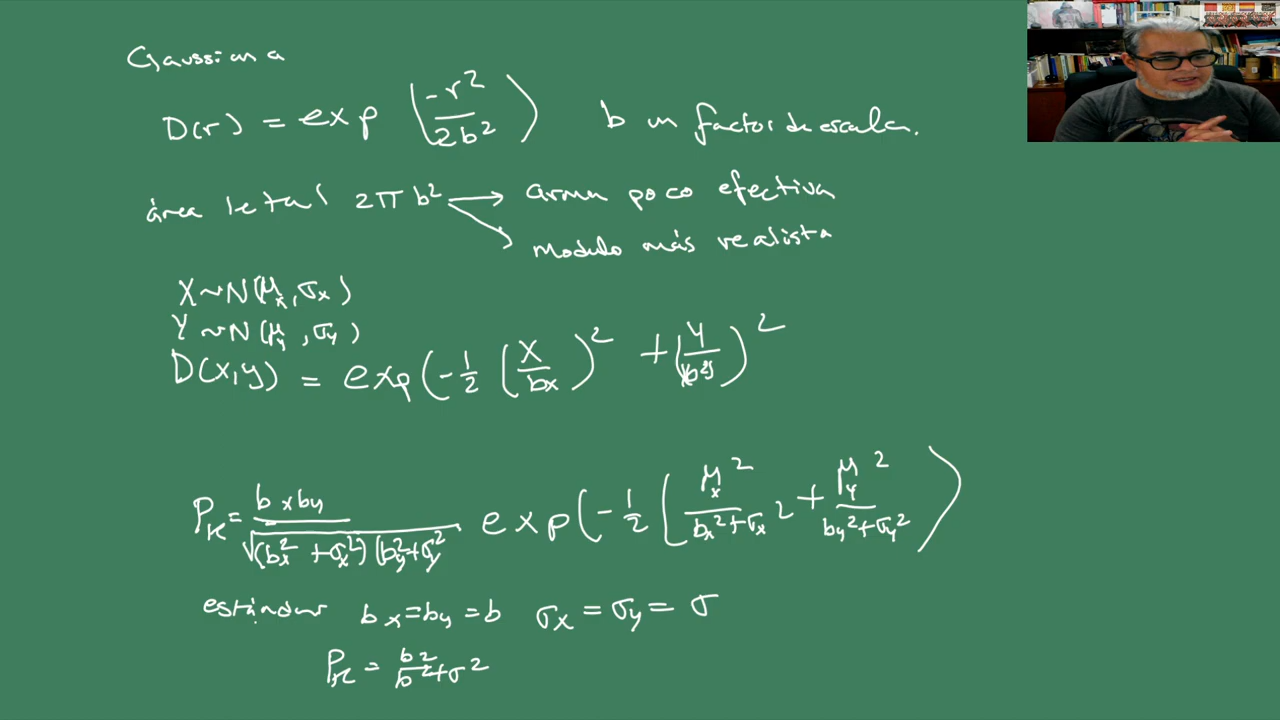 Gaussiana
D(r) = exp (-r²/2b²) b un factor de escala.
área letal 2πb² → arma poco efectiva
modulo más realista
X~N(μx, σx)
Y~N(μy, σy)
D(x,y) = exp(-1/2 (x/bx)² + (y/by))²
PK = bxby/√(bx²+σx²)(by²+σy²) exp(-1/2 [μx²/bx²+σx² + μy²/by²+σy²)
estándar bx=by=b σx=σy=σ
PK = b²/b²+σ²